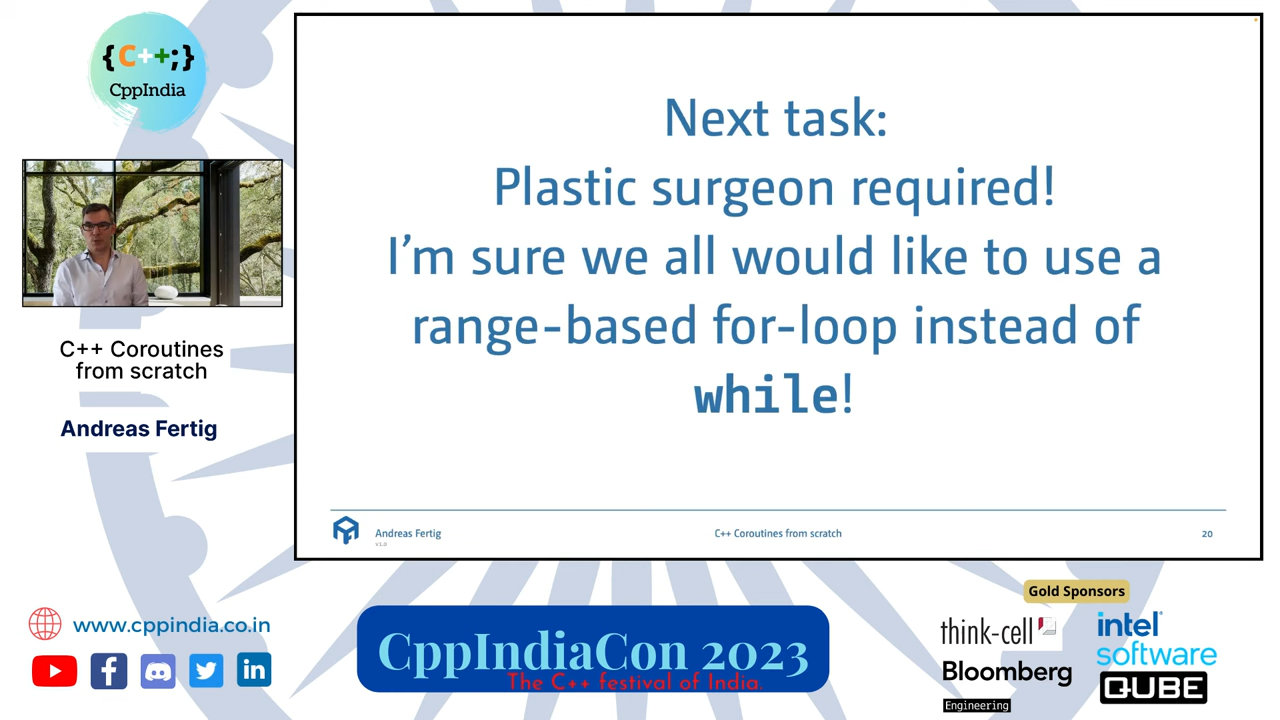 {C++;}
CppIndia
C++ Coroutines
from scratch
Andreas Fertig
Next task:
Plastic surgeon required!
I’m sure we all would like to use a
range-based for-loop instead of
while!
Andreas Fertig
v1.0
C++ Coroutines from scratch
20
www.cppindia.co.in
CppIndiaCon 2023
The C++ festival of India.
Gold Sponsors
think-cell
intel
software
Bloomberg
Engineering
QUBE